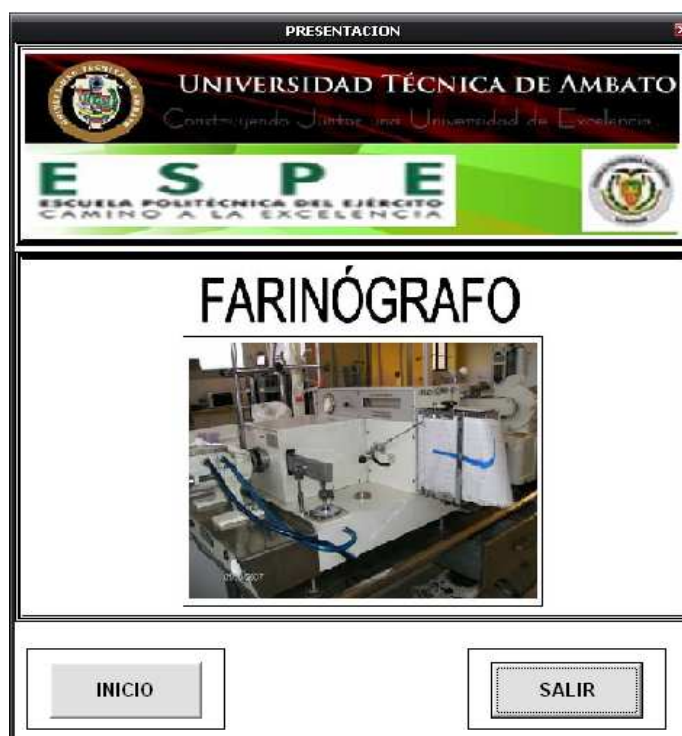 PRESENTACION
UNIVERSIDAD TÉCNICA DE AMBATO
Construyendo Juntos una Universidad de Excelencia
ESPE
ESCUELA POLITÉCNICA DEL EJÉRCITO
CAMINO A LA EXCELENCIA
FARINÓGRAFO
INICIO
SALIR